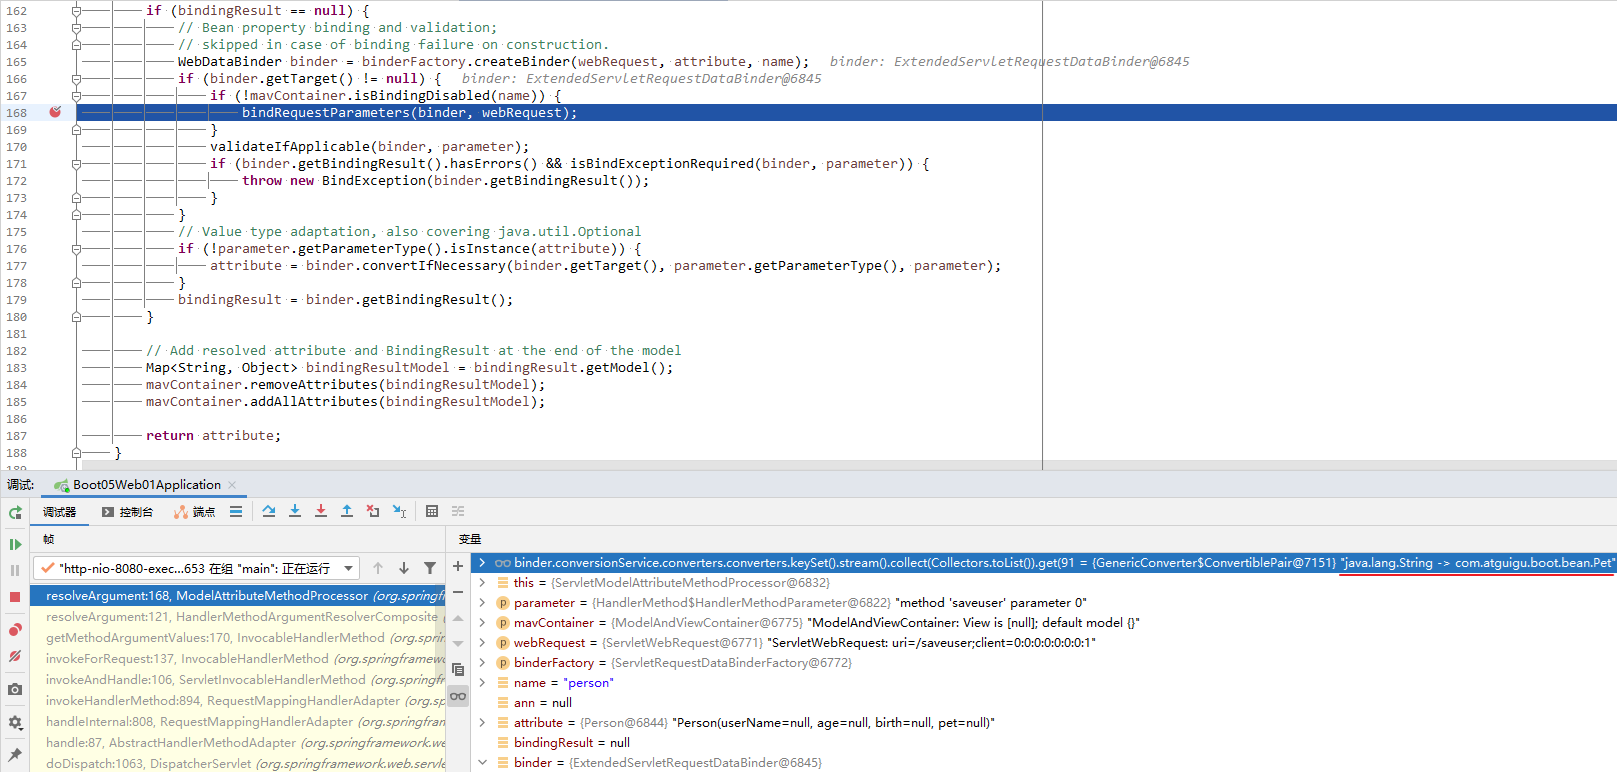 162 if (bindingResult == null) {
163 // Bean property binding and validation;
164 // skipped in case of binding failure on construction.
165 WebDataBinder binder = binderFactory.createBinder(webRequest, attribute, name); binder: ExtendedServletRequestDataBinder@6845
166 if (binder.getTarget() != null) { binder: ExtendedServletRequestDataBinder@6845
167 if (!mavContainer.isBindingDisabled(name)) {
168 bindRequestParameters(binder, webRequest);
169 }
170 validateIfApplicable(binder, parameter);
171 if (binder.getBindingResult().hasErrors() && isBindExceptionRequired(binder, parameter)) {
172 throw new BindException(binder.getBindingResult());
173 }
174 }
175 // Value type adaptation, also covering java.util.Optional
176 if (!parameter.getParameterType().isInstance(attribute)) {
177 attribute = binder.convertIfNecessary(binder.getTarget(), parameter.getParameterType(), parameter);
178 }
179 bindingResult = binder.getBindingResult();
180 }
181
182 // Add resolved attribute and BindingResult at the end of the model
183 Map<String, Object> bindingResultModel = bindingResult.getModel();
184 mavContainer.removeAttributes(bindingResultModel);
185 mavContainer.addAllAttributes(bindingResultModel);
186
187 return attribute;
188 }
189
调试: Boot05Web01Application
调试器 控制台 端点
帧
"http-nio-8080-exec...653 在组 "main": 正在运行
resolveArgument:168, ModelAttributeMethodProcessor (org.springf
resolveArgument:121, HandlerMethodArgumentResolverComposite (
getMethodArgumentValues:170, InvocableHandlerMethod (org.sprin
invokeForRequest:137, InvocableHandlerMethod (org.springframew
invokeAndHandle:106, ServletInvocableHandlerMethod (org.springf
invokeHandlerMethod:894, RequestMappingHandlerAdapter (org.sp
handleInternal:808, RequestMappingHandlerAdapter (org.springfran
handle:87, AbstractHandlerMethodAdapter (org.springframework.we
doDispatch:1063, DispatcherServlet (org.springframework.web.servle
变量
binder.conversionService.converters.converters.keySet().stream().collect(Collectors.toList()).get(91 = {GenericConverter$ConvertiblePair@7151} "java.lang.String -> com.atguigu.boot.bean.Pet"
this = {ServletModelAttributeMethodProcessor@6832}
p parameter = {HandlerMethod$HandlerMethodParameter@6822} "method 'saveuser' parameter 0"
p mavContainer = {ModelAndViewContainer@6775} "ModelAndViewContainer: View is [null]; default model {}"
p webRequest = {ServletWebRequest@6771} "ServletWebRequest: uri=/saveuser;client=0:0:0:0:0:0:0:1"
p binderFactory = {ServletRequestDataBinderFactory@6772}
name = "person"
ann = null
attribute = {Person@6844} "Person(userName=null, age=null, birth=null, pet=null)"
bindingResult = null
binder = {ExtendedServletRequestDataBinder@6845}